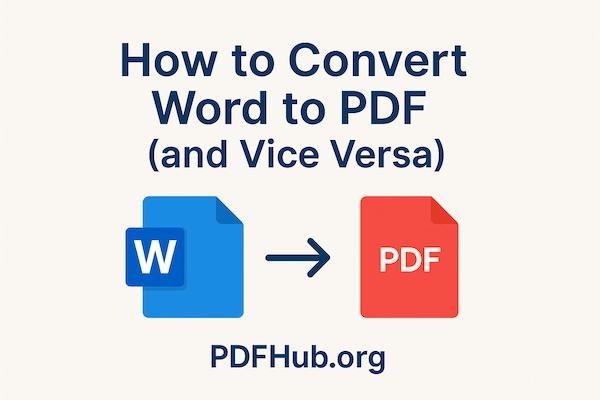 How to Convert
Word to PDF
(and Vice Versa)
W
PDF
PDFHub.org